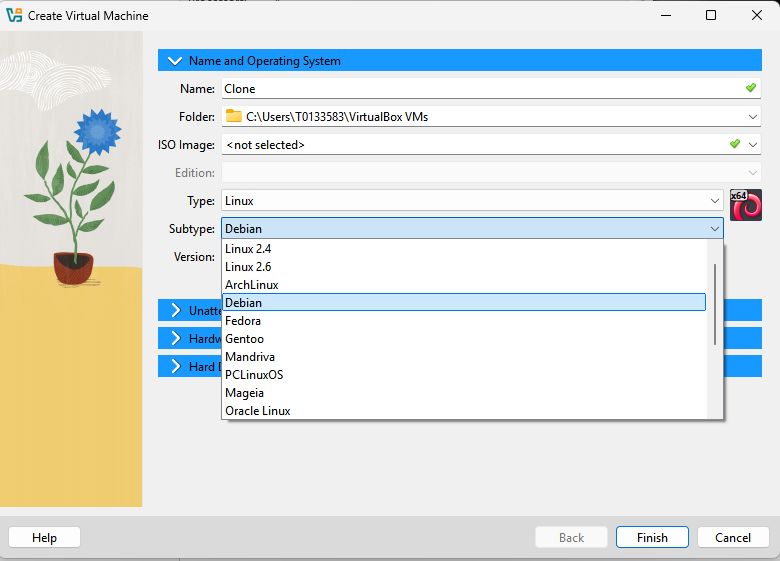 Create Virtual Machine
Name and Operating System
Name: Clone
Folder: C:\Users\T0133583\VirtualBox VMs
ISO Image: <not selected>
Edition:
Type: Linux
x64
Subtype: Debian
Version:
Linux 2.4
Linux 2.6
ArchLinux
Debian
Fedora
Gentoo
Mandriva
PCLinuxOS
Mageia
Oracle Linux
Unatte
Hardw
Hard
Help
Back
Finish
Cancel